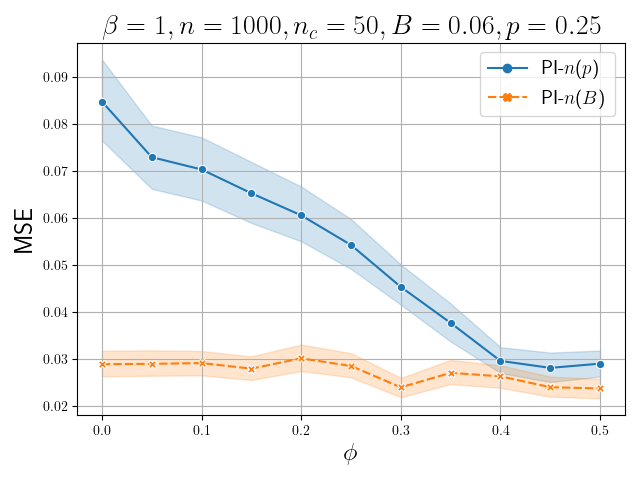 β = 1, n = 1000, n_c = 50, B = 0.06, p = 0.25
PI-n(p)
PI-n(B)
MSE
0.09
0.08
0.07
0.06
0.05
0.04
0.03
0.02
0.0 0.1 0.2 0.3 0.4 0.5
ϕ